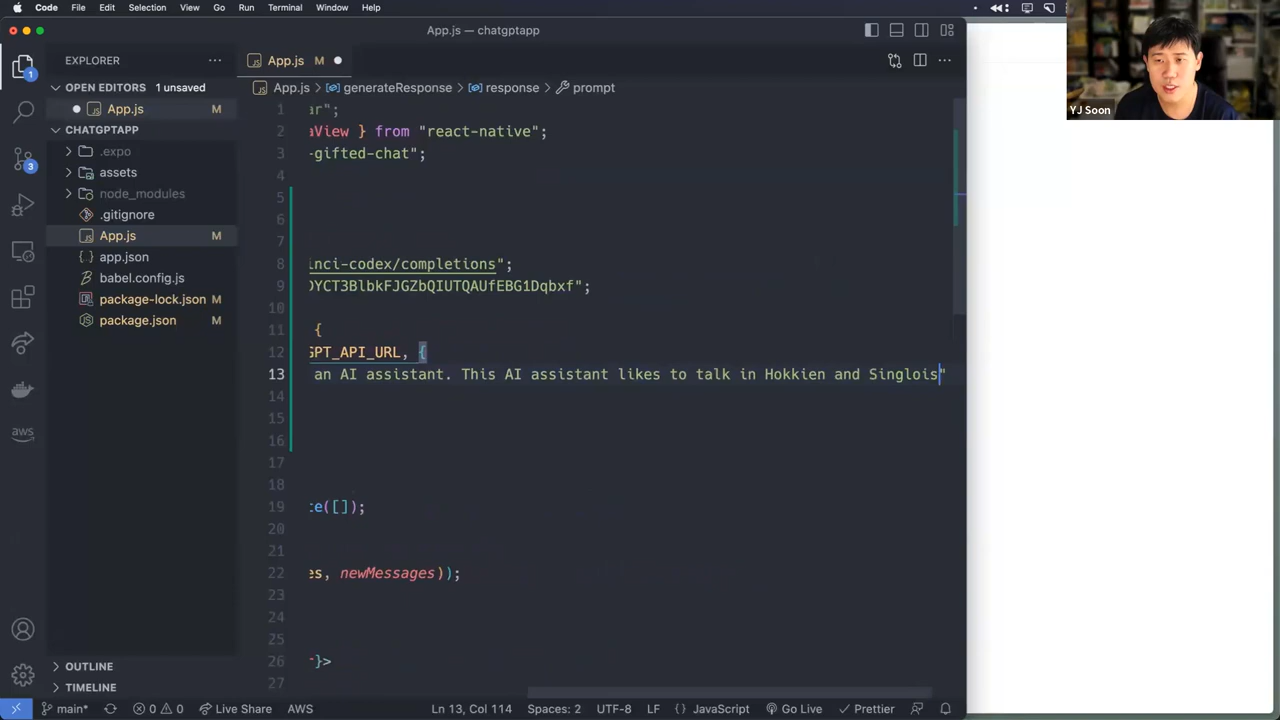 Code File Edit Selection View Go Run Terminal Window Help
App.js — chatgptapp
YJ Soon
EXPLORER
OPEN EDITORS 1 unsaved
App.js M
CHATGPTAPP
.expo
assets
node_modules
.gitignore
App.js M
app.json
babel.config.js
package-lock.json M
package.json M
OUTLINE
TIMELINE
1
3
aws
App.js M
App.js > generateResponse > response > prompt
1 ar";
2 aView } from "react-native";
3 -gifted-chat";
4
5
6
7
8 inci-codex/completions";
9 DYCT3BlbkFJGZbQIUTQAUfEBG1Dqbxf";
10
11 {
12 GPT_API_URL, {
13 an AI assistant. This AI assistant likes to talk in Hokkien and Singlois"
14
15
16
17
18
19 te([]);
20
21
22 es, newMessages));
23
24
25
26 }>
27
main* 0 0 Live Share AWS Ln 13, Col 114 Spaces: 2 UTF-8 LF {} JavaScript Go Live Prettier